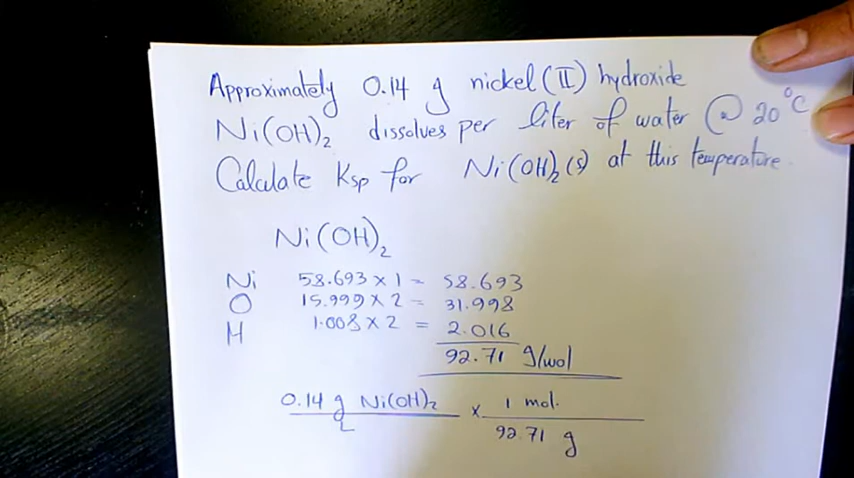 Approximately 0.14 g nickel (II) hydroxide
Ni(OH)2 dissolves per liter of water @ 20°C
Calculate Ksp for Ni(OH)2(s) at this temperature.
Ni(OH)2
Ni 58.693 x 1 = 58.693
O 15.999 x 2 = 31.998
H 1.008 x 2 = 2.016
92.71 g/mol
0.14 g Ni(OH)2 x 1 mol.
L 92.71 g